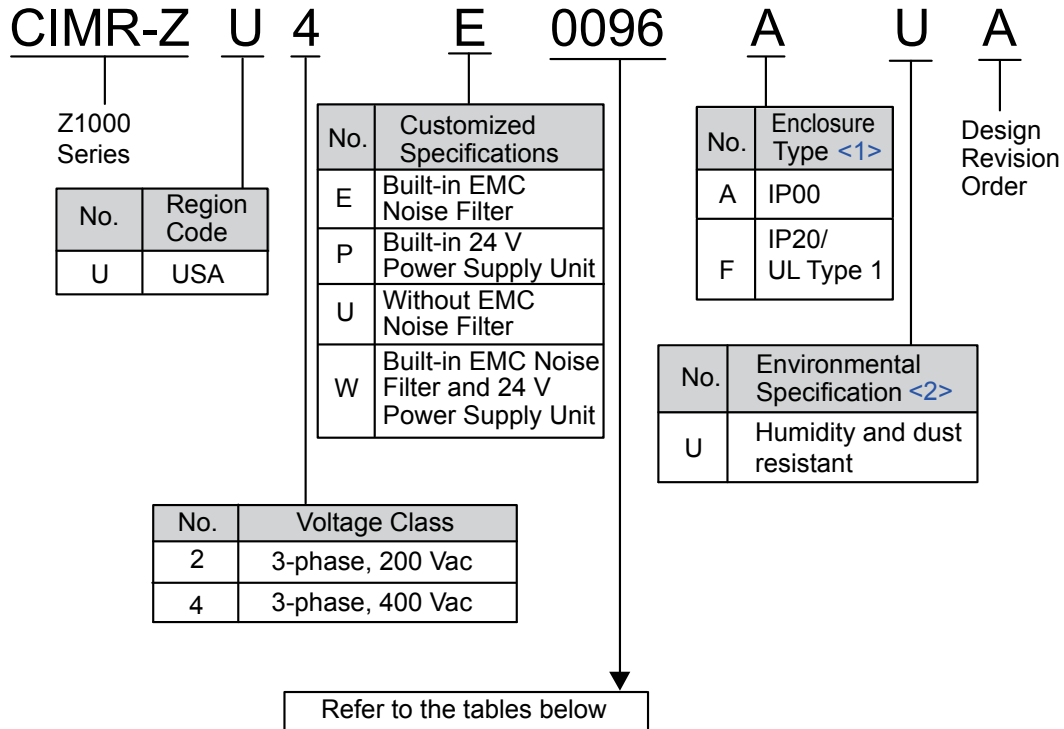 CIMR-Z U 4 E 0096 A U A
Z1000
Series
No. Region
Code
U USA
No. Customized
Specifications
E Built-in EMC
Noise Filter
P Built-in 24 V
Power Supply Unit
U Without EMC
Noise Filter
W Built-in EMC Noise
Filter and 24 V
Power Supply Unit
No. Enclosure
Type <1>
A IP00
F IP20/
UL Type 1
Design
Revision
Order
No. Environmental
Specification <2>
U Humidity and dust
resistant
No. Voltage Class
2 3-phase, 200 Vac
4 3-phase, 400 Vac
Refer to the tables below